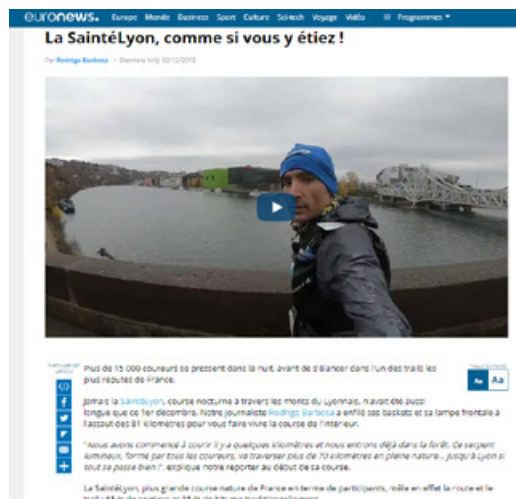 euronews. Europe Monde Business Sport Culture Sci-tech Voyage Vidéo Programmes
La SaintéLyon, comme si vous y étiez !
Par Rodrigo Barbosa • Dernière MAJ: 02/12/2018
Plus de 15 000 coureurs se pressent dans la nuit, avant de s'élancer dans l'un des trails les
plus réputés de France.
Aa Aa
Jamais la SaintéLyon, course nocturne à travers les monts du Lyonnais, n'avait été aussi
longue que ce 1er décembre. Notre journaliste Rodrigo Barbosa a enfilé ses baskets et sa lampe frontale à
l'assaut des 81 kilomètres pour vous faire vivre la course de l'intérieur.
"Nous avons commencé à courir il y a quelques kilomètres et nous entrons déjà dans la forêt. Ce serpent
lumineux, formé par tous les coureurs, va traverser plus de 70 kilomètres en pleine nature... jusqu'à Lyon si
tout se passe bien !", explique notre reporter au début de sa course.
La SaintéLyon, plus grande course nature de France en terme de participants, mêle en effet la route et le